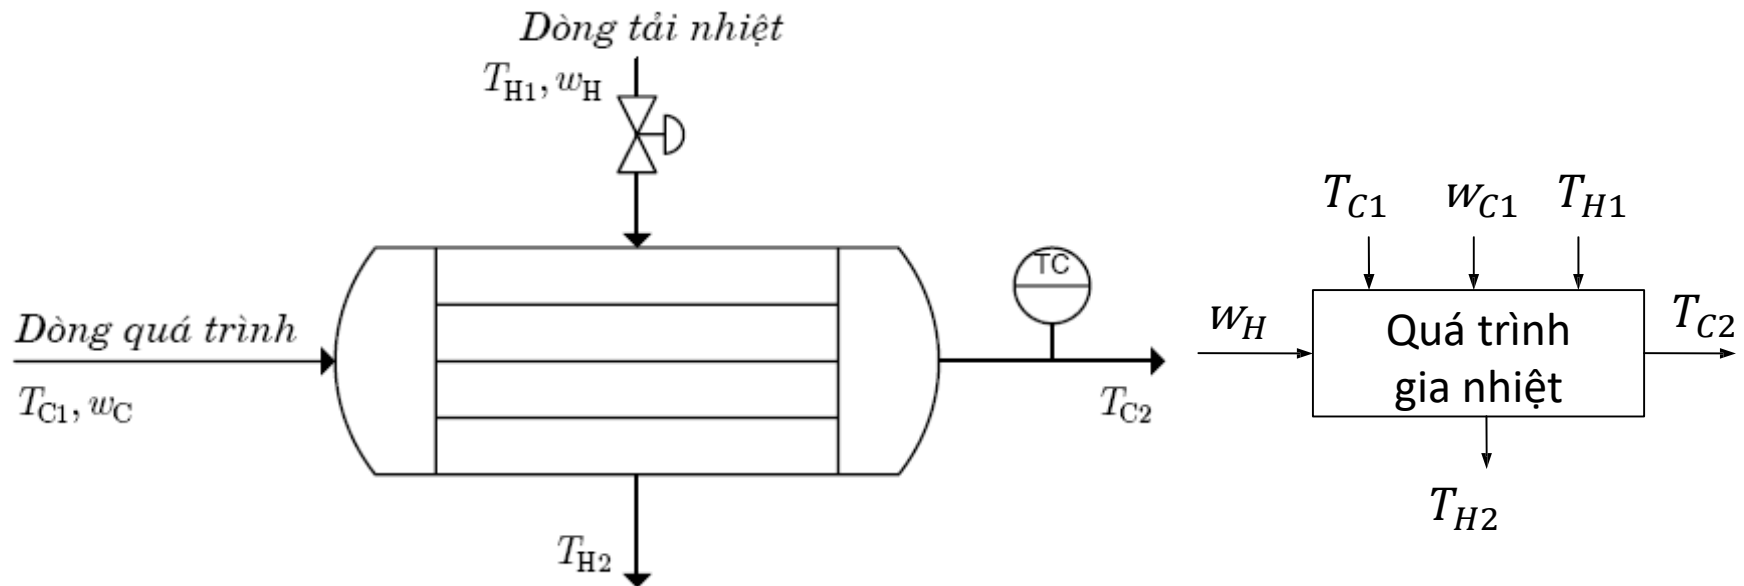 Dòng tải nhiệt
T_H1, w_H
TC
Dòng quá trình
T_C1, w_C
T_C2
T_H2
T_C1 w_C1 T_H1
w_H
Quá trình
gia nhiệt
T_C2
T_H2